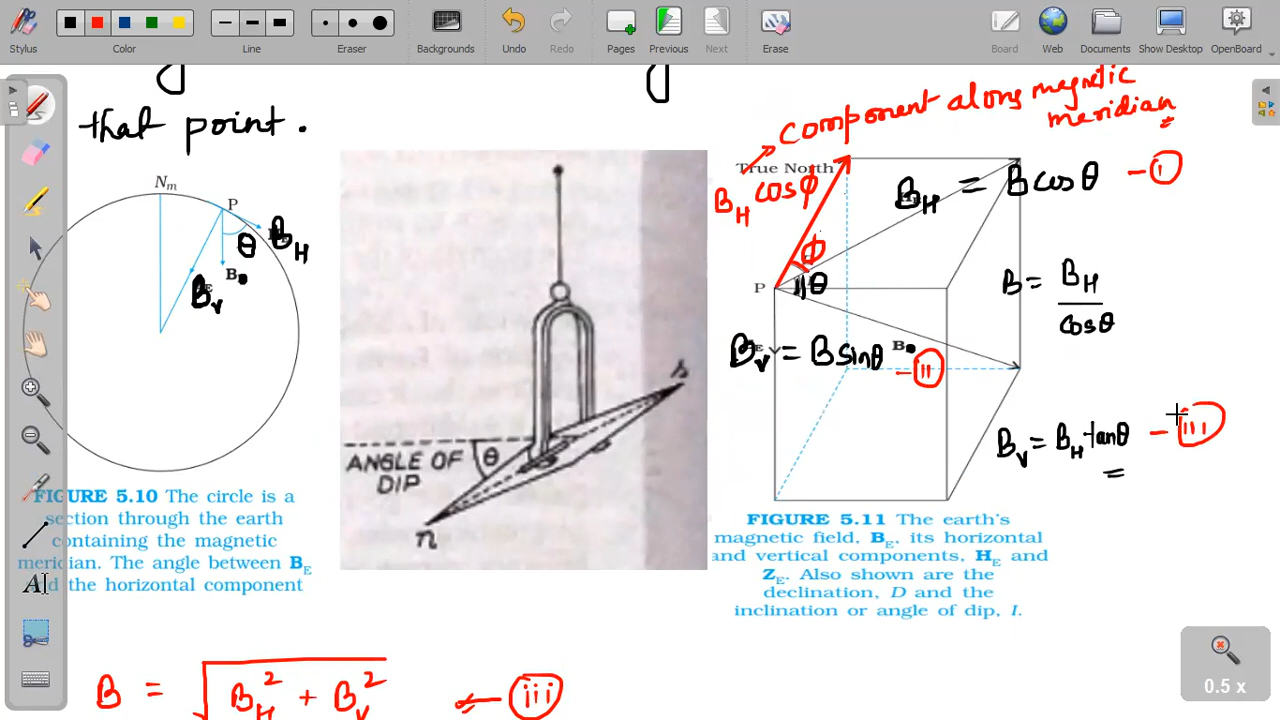 Stylus
Color
Line
Eraser
Backgrounds
Undo
Redo
Pages
Previous
Next
Erase
Board
Web
Documents
Show Desktop
OpenBoard
that point.
component along magnetic
meridian
True North
B_H cos φ
B_H = B cos θ - (i)
φ
θ
P
B = B_H / cos θ
B_V = B sin θ - (ii)
B_V = B_H tan θ - (iii)
N_m
P
θ
B_H
B_V
s
ANGLE OF
DIP
θ
n
FIGURE 5.10 The circle is a
section through the earth
containing the magnetic
meridian. The angle between B_E
d the horizontal component
FIGURE 5.11 The earth's
magnetic field, B_E, its horizontal
and vertical components, H_E and
Z_E. Also shown are the
declination, D and the
inclination or angle of dip, I.
B = √(B_H² + B_V²) ← (iii)
0.5 x